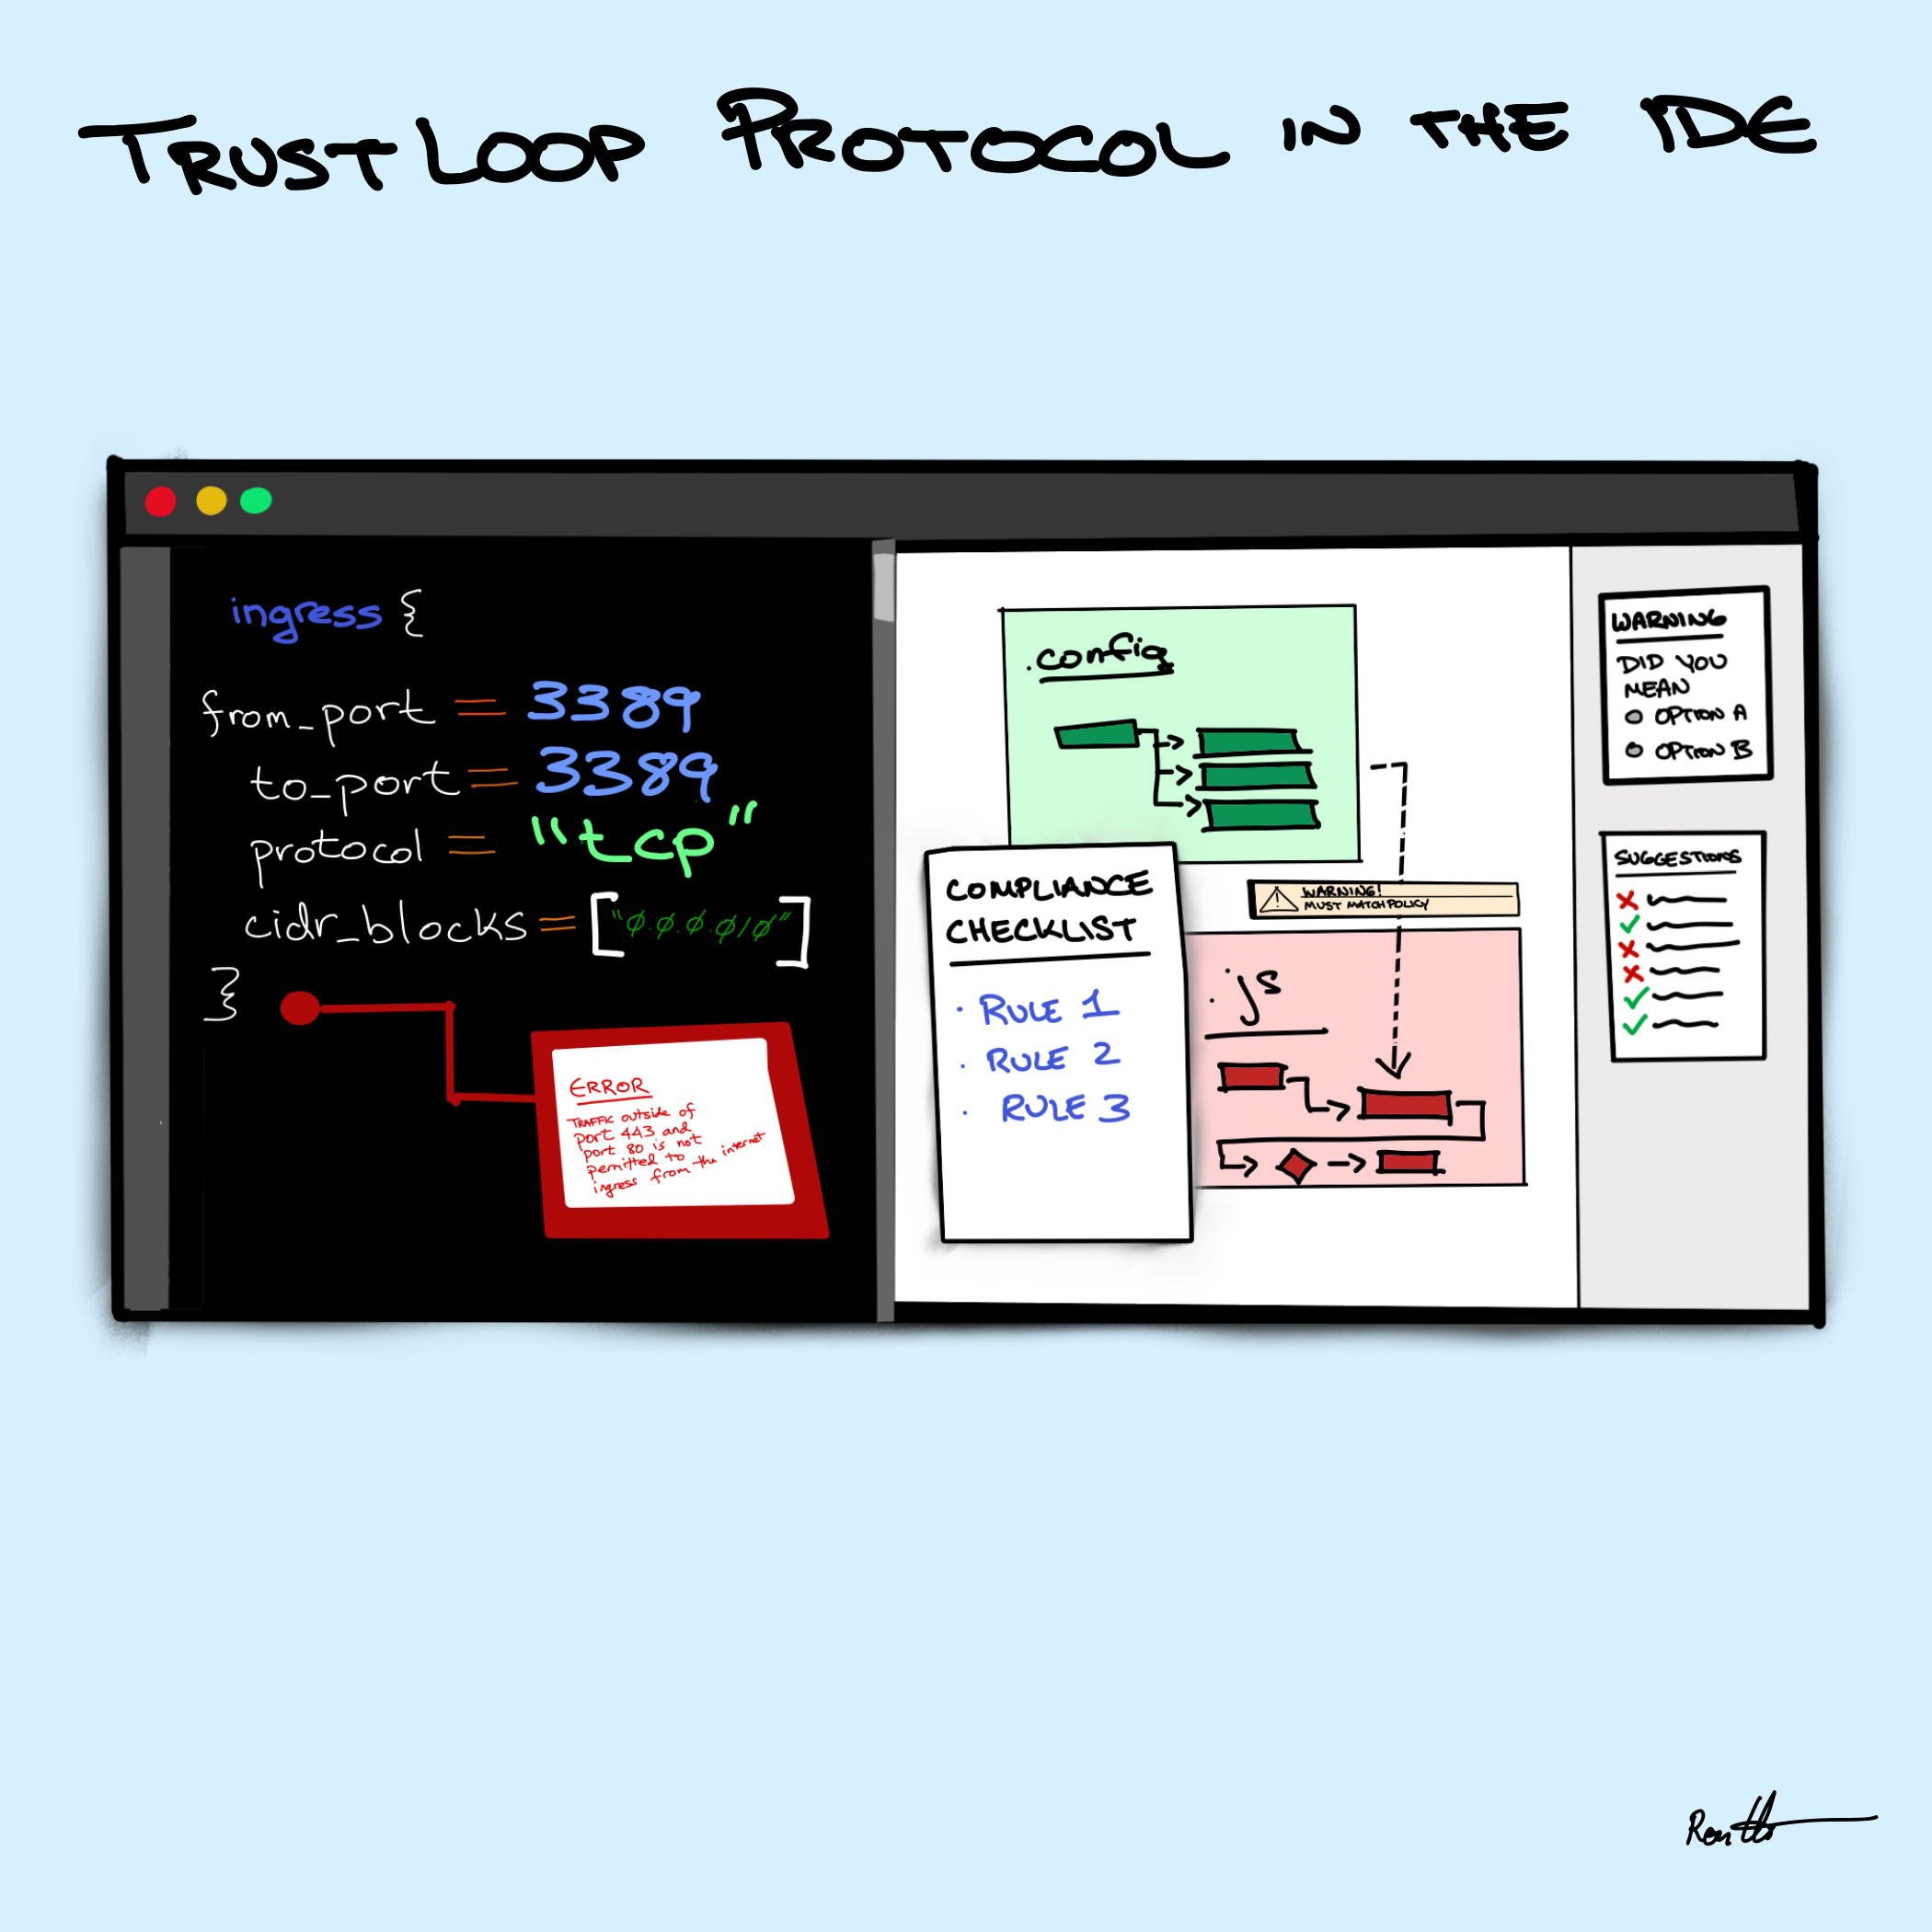 TRUST LOOP PROTOCOL IN THE IDE
ingress {
from_port = 3389
to_port = 3389
protocol = "tcp"
cidr_blocks = ["0.0.0.0/0"]
}
ERROR
TRAFFIC outside of
port 443 and
port 80 is not
permitted to
ingress from the internet
.config
COMPLIANCE
CHECKLIST
· RULE 1
· RULE 2
· RULE 3
WARNING!
MUST MATCH POLICY
.js
WARNING
DID YOU
MEAN
OPTION A
OPTION B
SUGGESTIONS